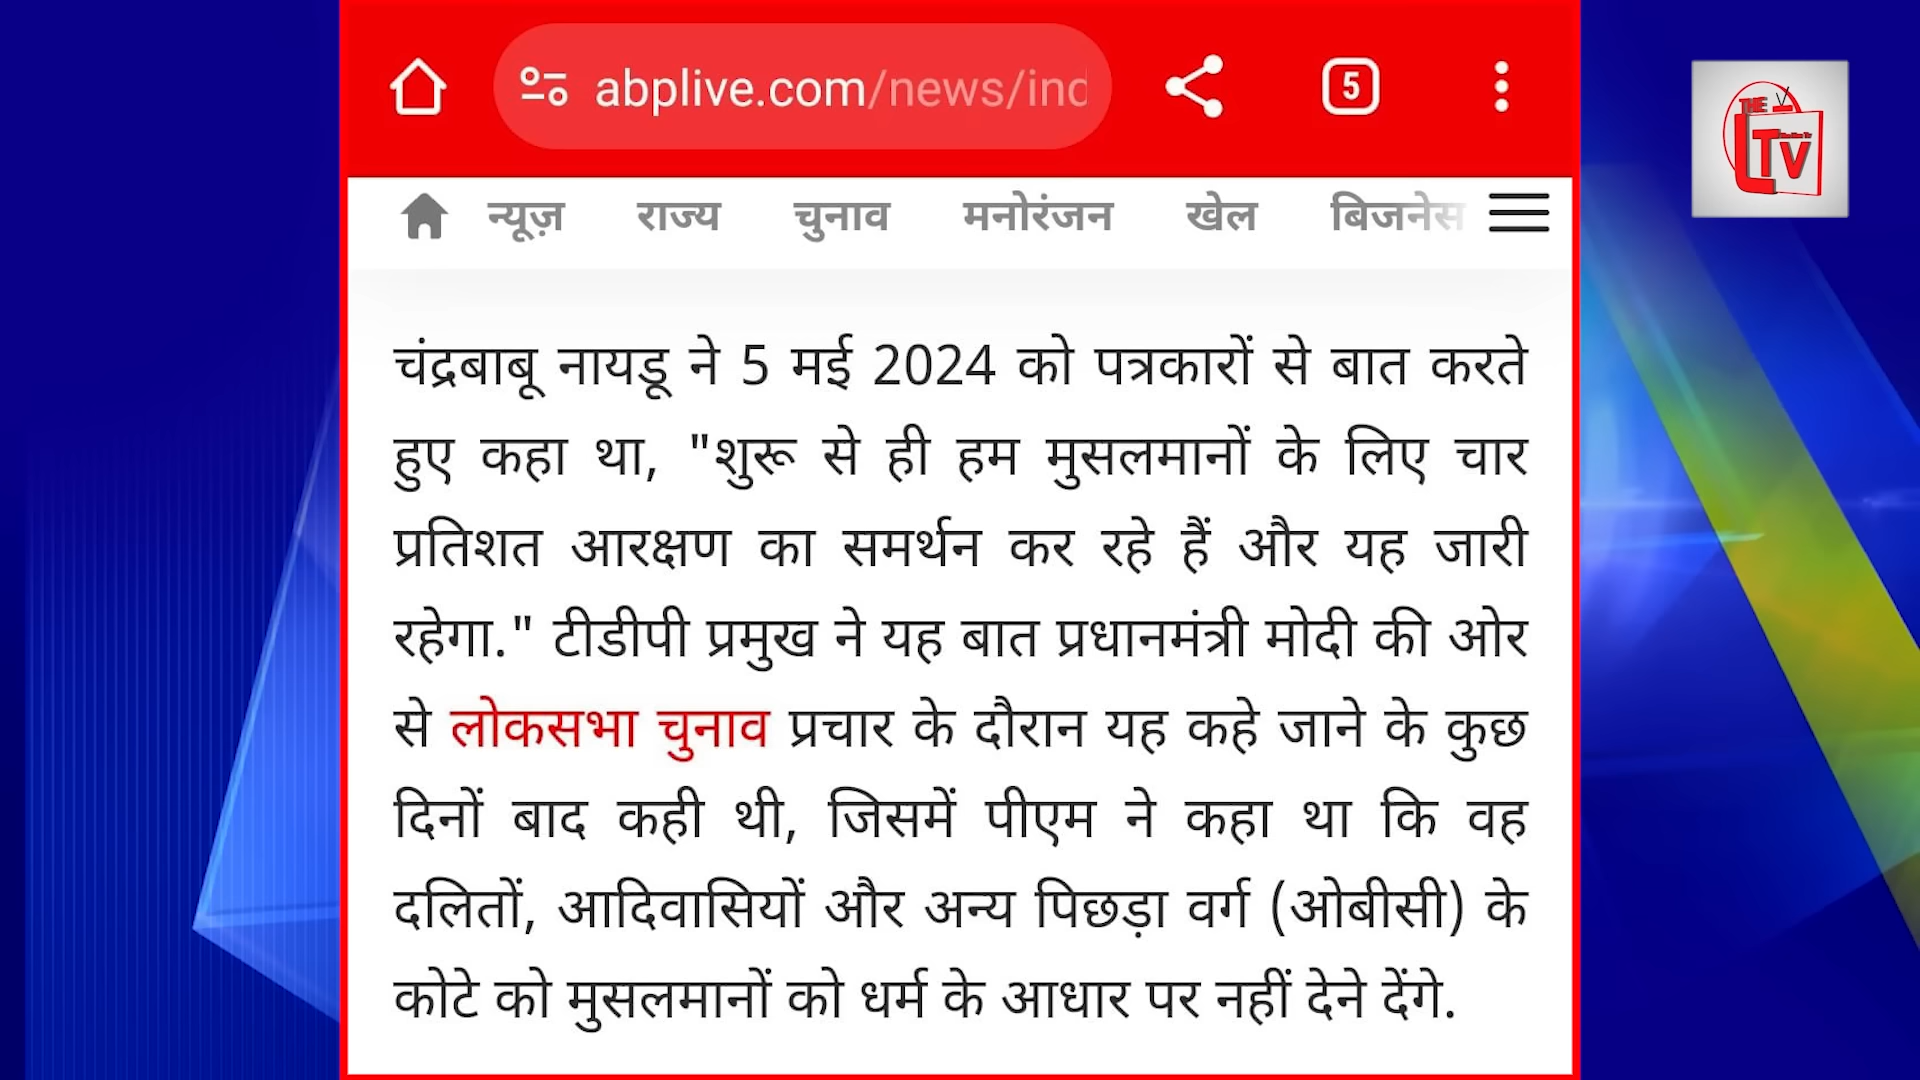 abplive.com/news/ind
5
THE
LTV
न्यूज़ राज्य चुनाव मनोरंजन खेल बिजनेस
चंद्रबाबू नायडू ने 5 मई 2024 को पत्रकारों से बात करते
हुए कहा था, "शुरू से ही हम मुसलमानों के लिए चार
प्रतिशत आरक्षण का समर्थन कर रहे हैं और यह जारी
रहेगा." टीडीपी प्रमुख ने यह बात प्रधानमंत्री मोदी की ओर
से लोकसभा चुनाव प्रचार के दौरान यह कहे जाने के कुछ
दिनों बाद कही थी, जिसमें पीएम ने कहा था कि वह
दलितों, आदिवासियों और अन्य पिछड़ा वर्ग (ओबीसी) के
कोटे को मुसलमानों को धर्म के आधार पर नहीं देने देंगे.